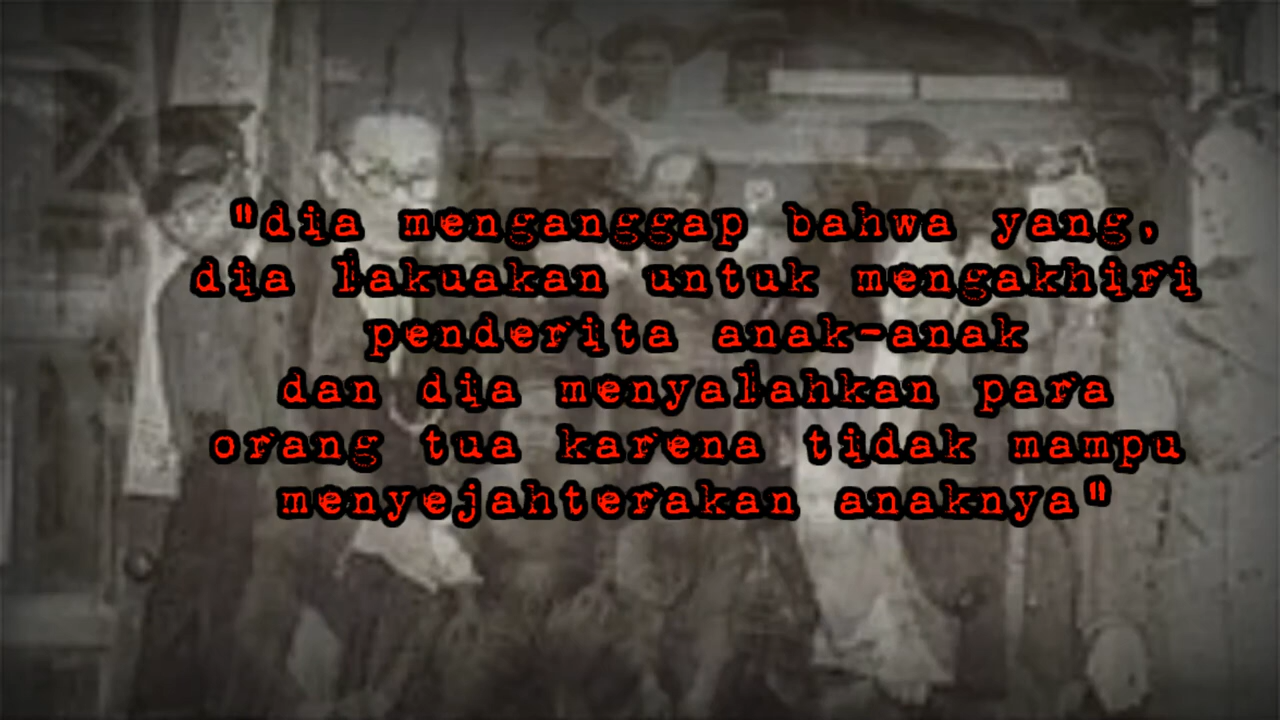 "dia menganggap bahwa yang,
dia lakuakan untuk mengakhiri
penderita anak-anak
dan dia menyalahkan para
orang tua karena tidak mampu
menyejahterakan anaknya"